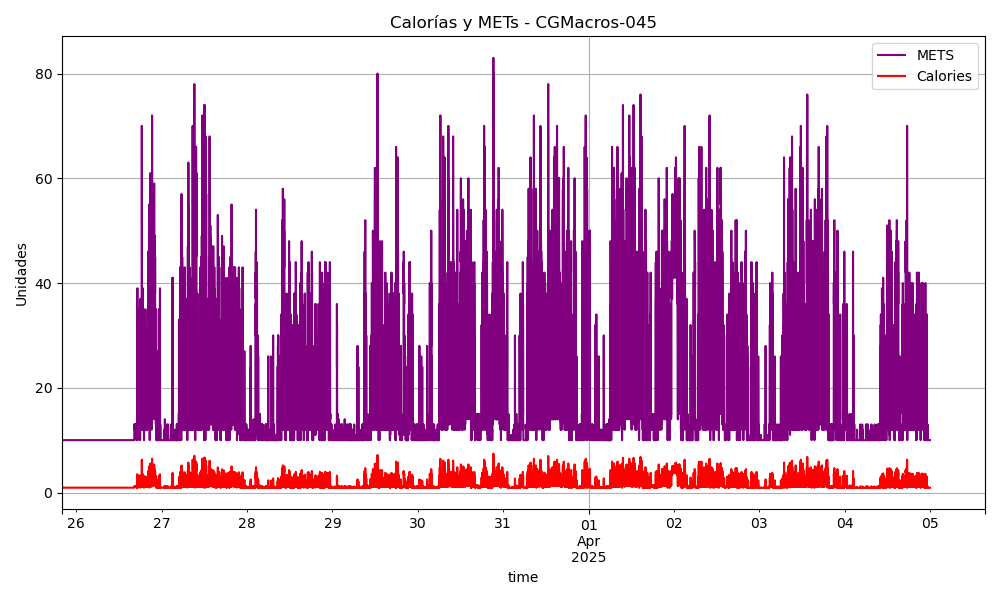 Calorías y METs - CGMacros-045
METS
Calories
Unidades
80
60
40
20
0
26 27 28 29 30 31 01 02 03 04 05
Apr
2025
time